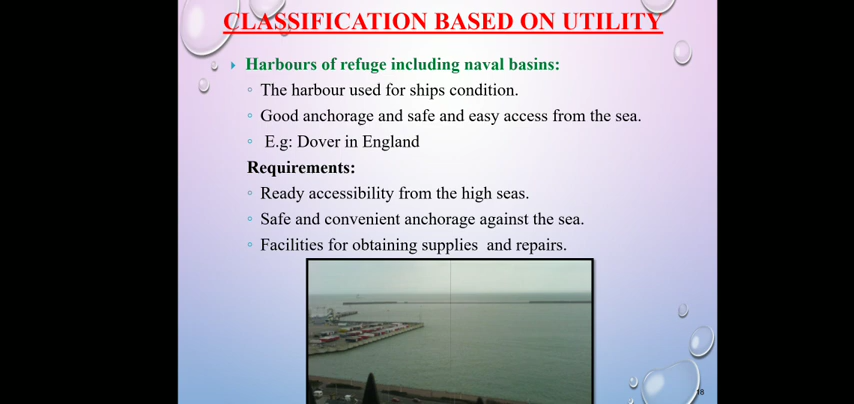 CLASSIFICATION BASED ON UTILITY
Harbours of refuge including naval basins:
The harbour used for ships condition.
Good anchorage and safe and easy access from the sea.
E.g: Dover in England
Requirements:
Ready accessibility from the high seas.
Safe and convenient anchorage against the sea.
Facilities for obtaining supplies and repairs.
18